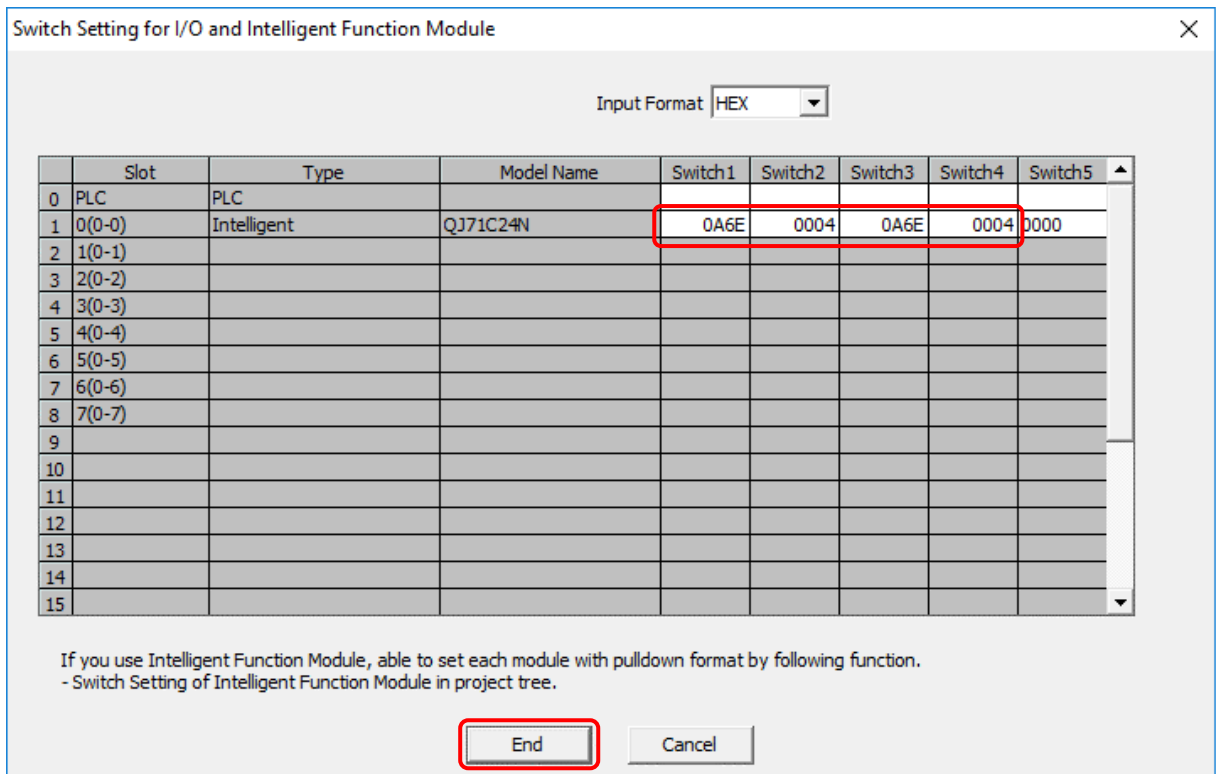 Switch Setting for I/O and Intelligent Function Module
Input Format HEX
Slot Type Model Name Switch1 Switch2 Switch3 Switch4 Switch5
0 PLC PLC
1 0(0-0) Intelligent QJ71C24N 0A6E 0004 0A6E 0004 0000
2 1(0-1)
3 2(0-2)
4 3(0-3)
5 4(0-4)
6 5(0-5)
7 6(0-6)
8 7(0-7)
9
10
11
12
13
14
15
If you use Intelligent Function Module, able to set each module with pulldown format by following function.
- Switch Setting of Intelligent Function Module in project tree.
End Cancel